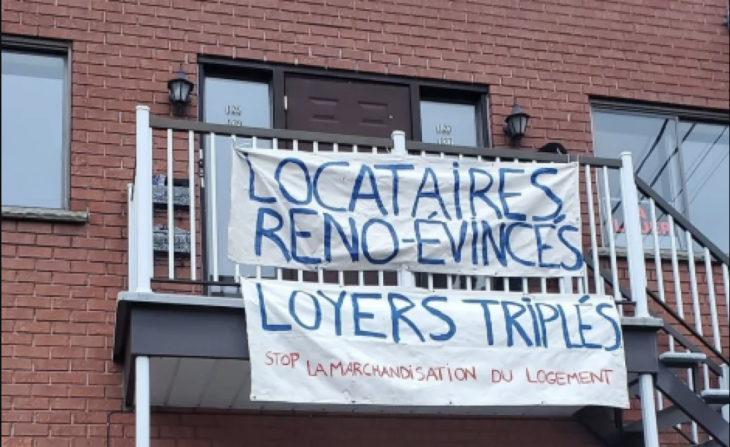 LOCATAIRES
RENO-ÉVINCÉS
LOYERS TRIPLÉS
STOP LA MARCHANDISATION DU LOGEMENT